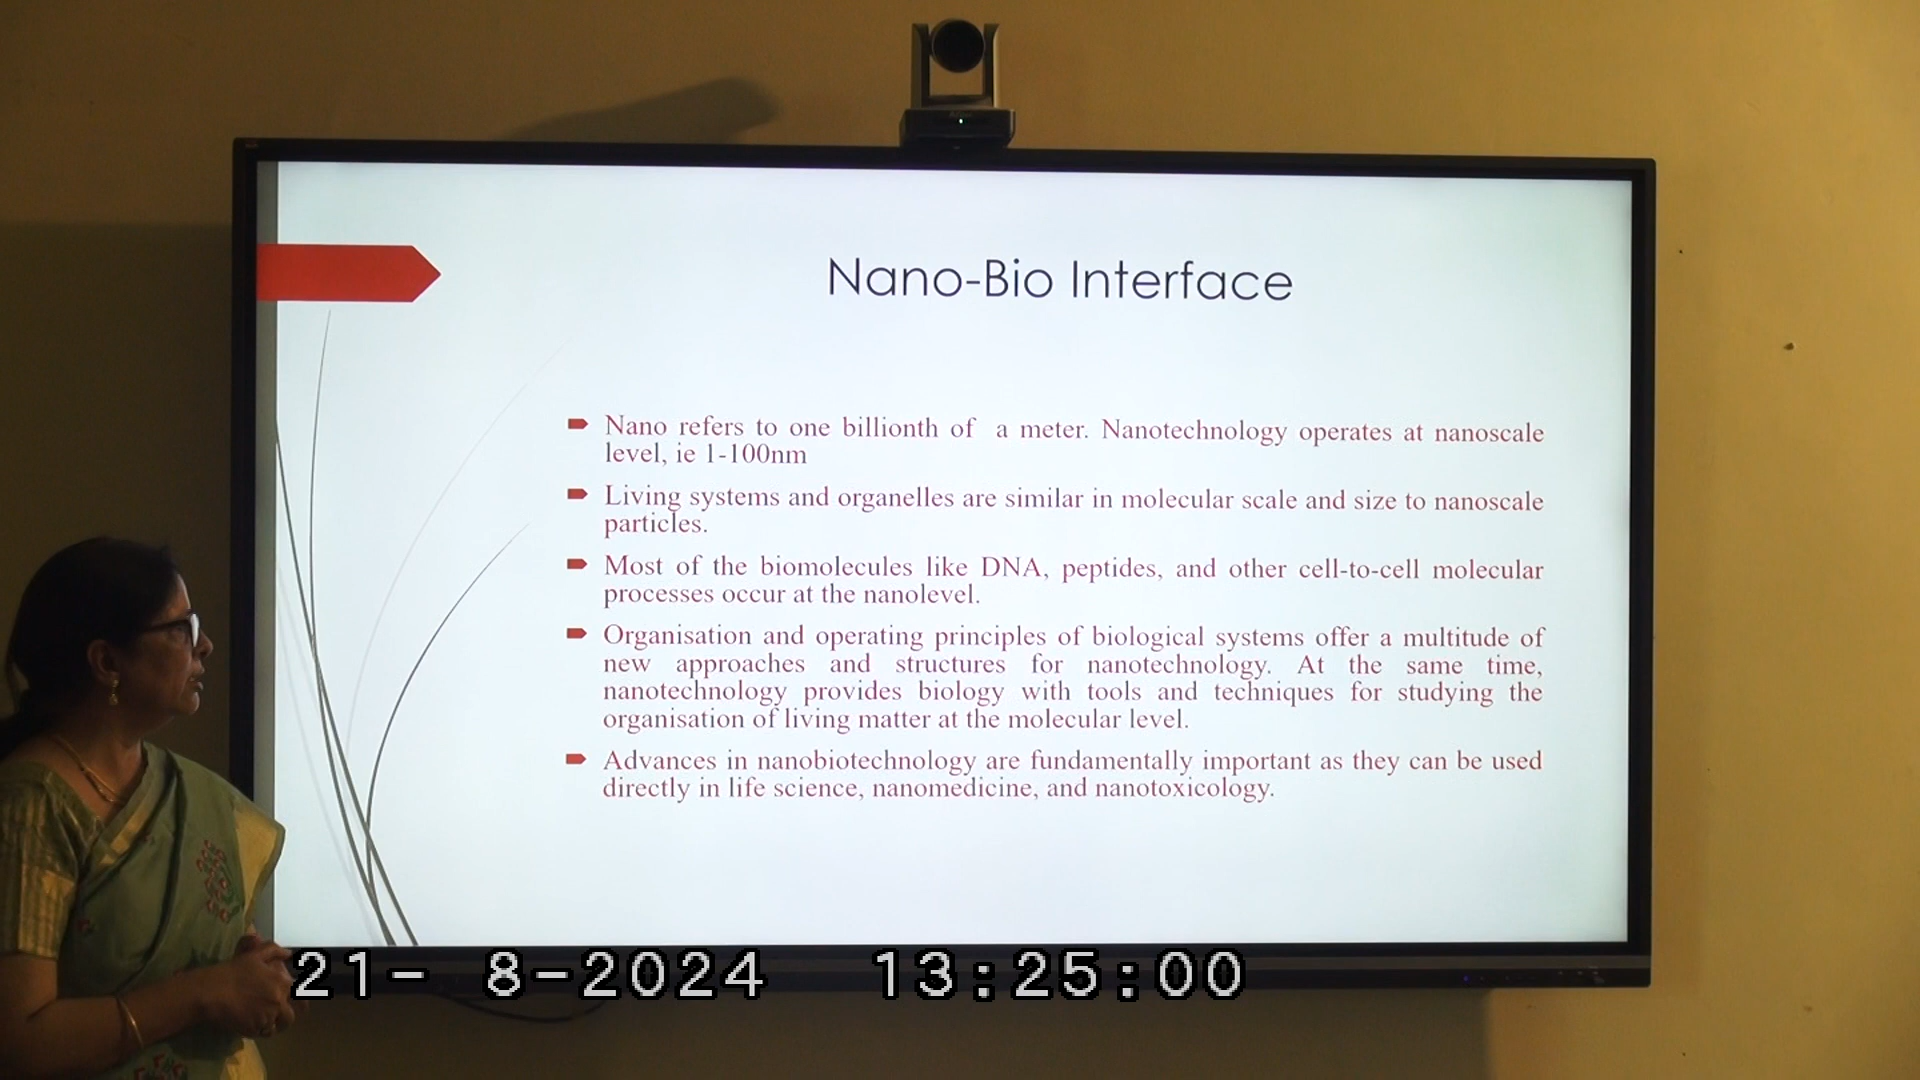 Nano-Bio Interface
Nano refers to one billionth of a meter. Nanotechnology operates at nanoscale
level, ie 1-100nm
Living systems and organelles are similar in molecular scale and size to nanoscale
particles.
Most of the biomolecules like DNA, peptides, and other cell-to-cell molecular
processes occur at the nanolevel.
Organisation and operating principles of biological systems offer a multitude of
new approaches and structures for nanotechnology. At the same time,
nanotechnology provides biology with tools and techniques for studying the
organisation of living matter at the molecular level.
Advances in nanobiotechnology are fundamentally important as they can be used
directly in life science, nanomedicine, and nanotoxicology.
21- 8-2024 13:25:00